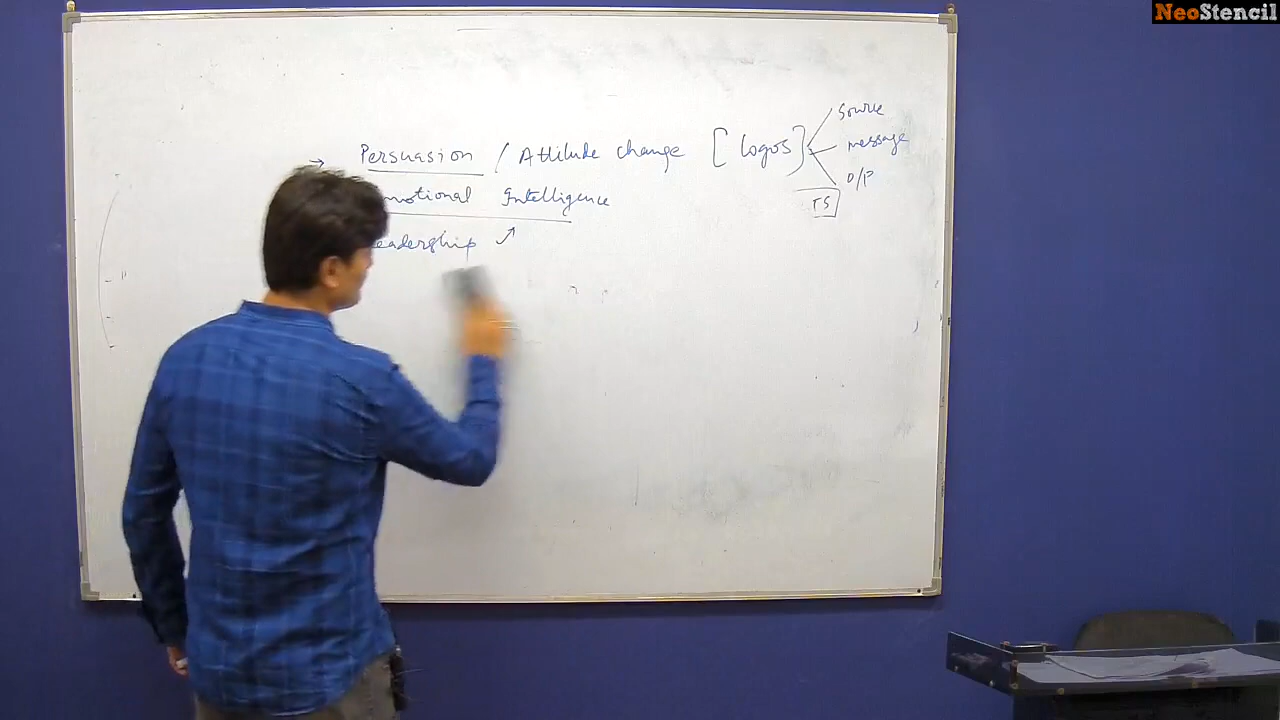 NeoStencil
Source
→ Persuasion / Attitude change [ Logos } message
O/P
TS
motional Intelligence
eadership